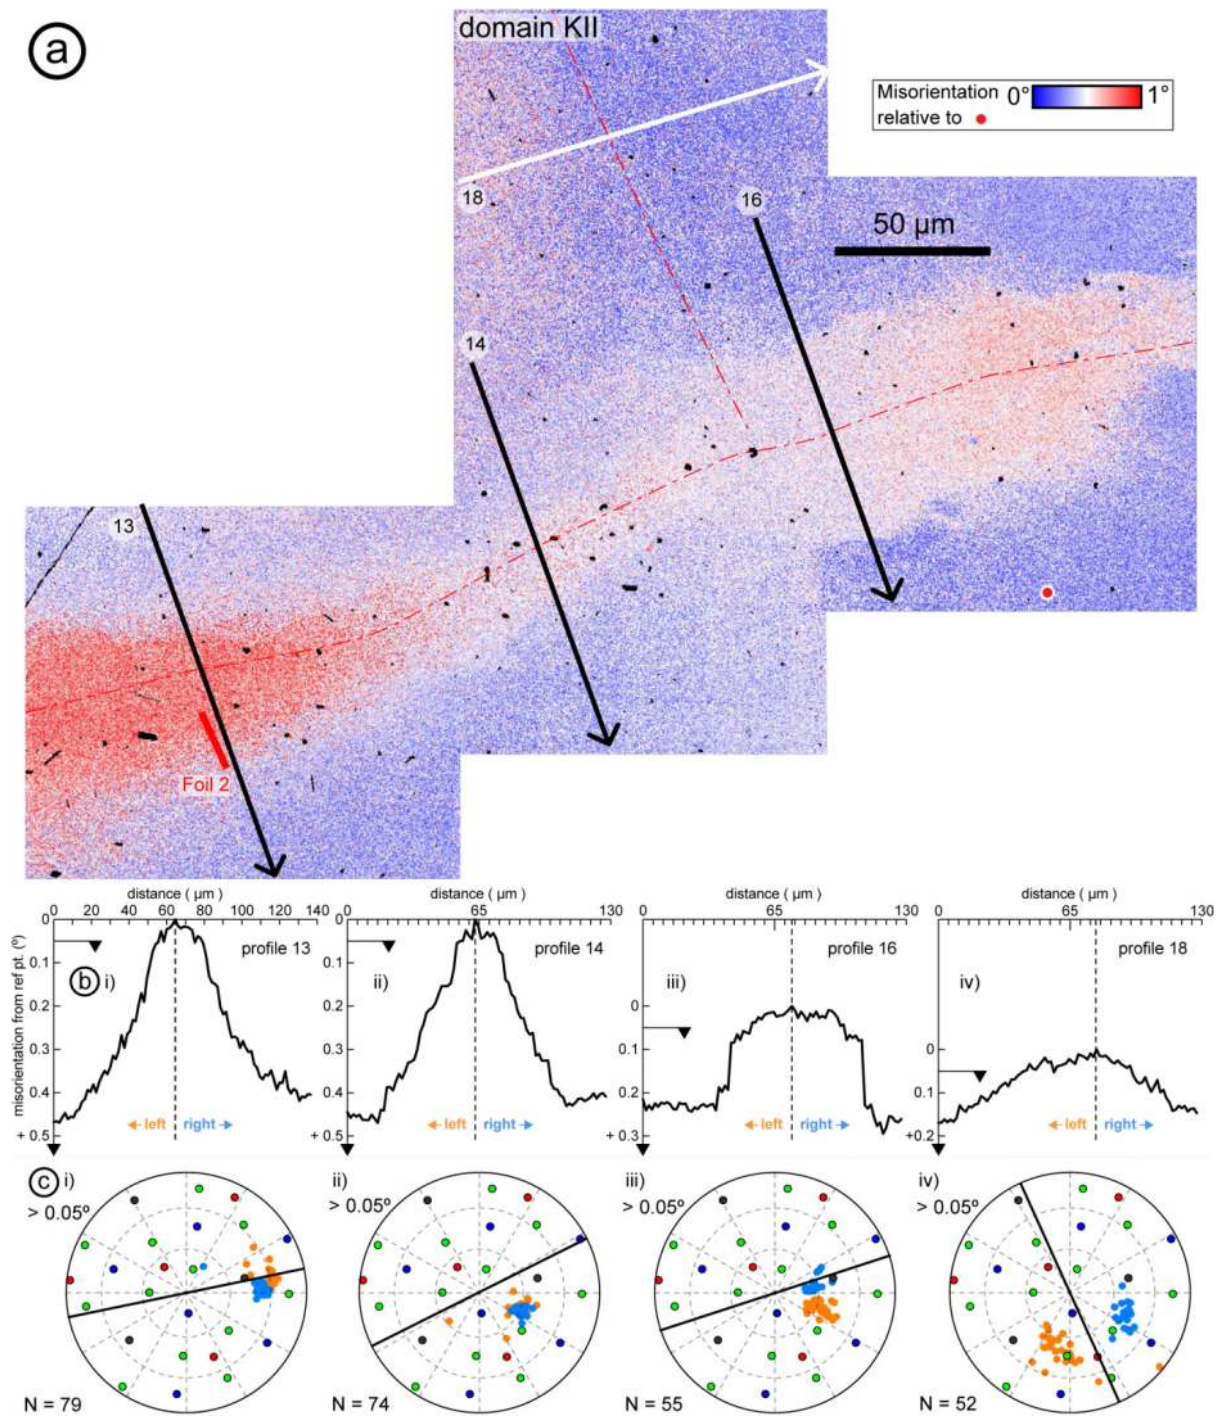 a
domain KII
Misorientation
relative to
0°
1°
18
16
50 µm
14
13
Foil 2
distance ( µm )
distance ( µm )
distance ( µm )
distance ( µm )
0 20 40 60 80 100 120 140
0 65 130
0 65 130
0 65 130
misorientation from ref pt. (º)
0
0.1
0.2
0.3
0.4
+ 0.5
profile 13
b i)
left right
0
0.1
0.2
0.3
0.4
+ 0.5
profile 14
ii)
left right
profile 16
iii)
0
0.1
0.2
+ 0.3
left right
profile 18
iv)
0
0.1
+ 0.2
left right
c i)
> 0.05º
N = 79
ii)
> 0.05º
N = 74
iii)
> 0.05º
N = 55
iv)
> 0.05º
N = 52